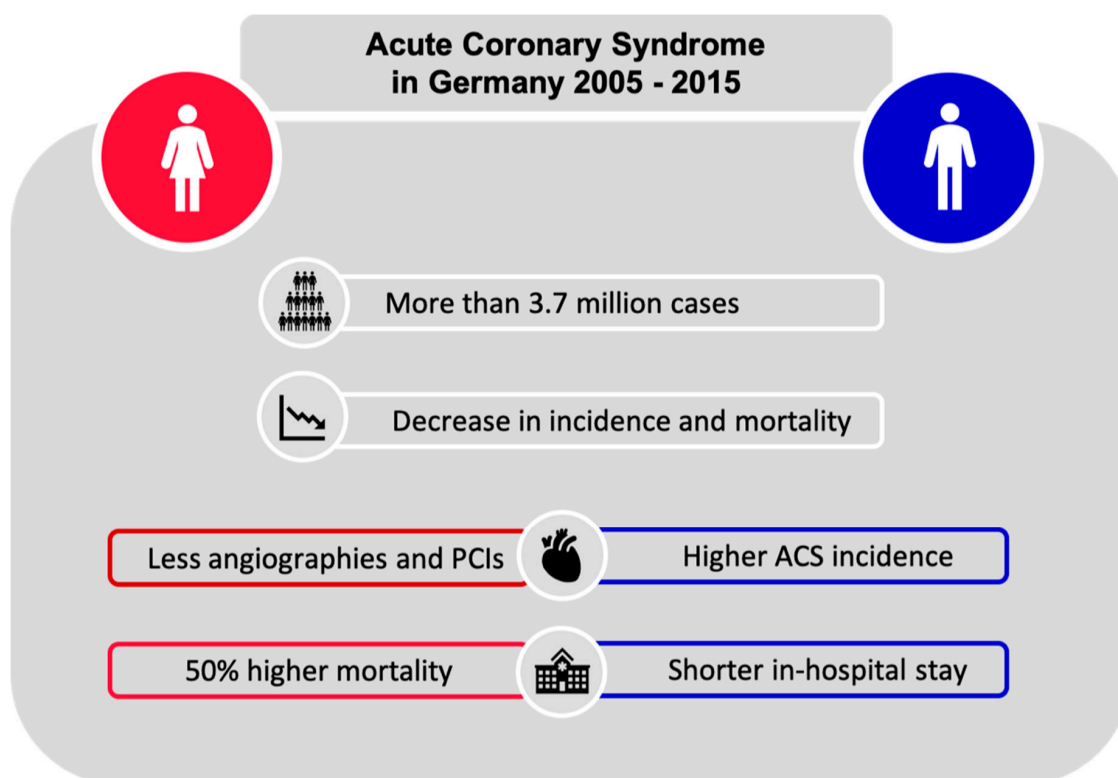 Acute Coronary Syndrome
in Germany 2005 - 2015
More than 3.7 million cases
Decrease in incidence and mortality
Less angiographies and PCIs
Higher ACS incidence
50% higher mortality
Shorter in-hospital stay